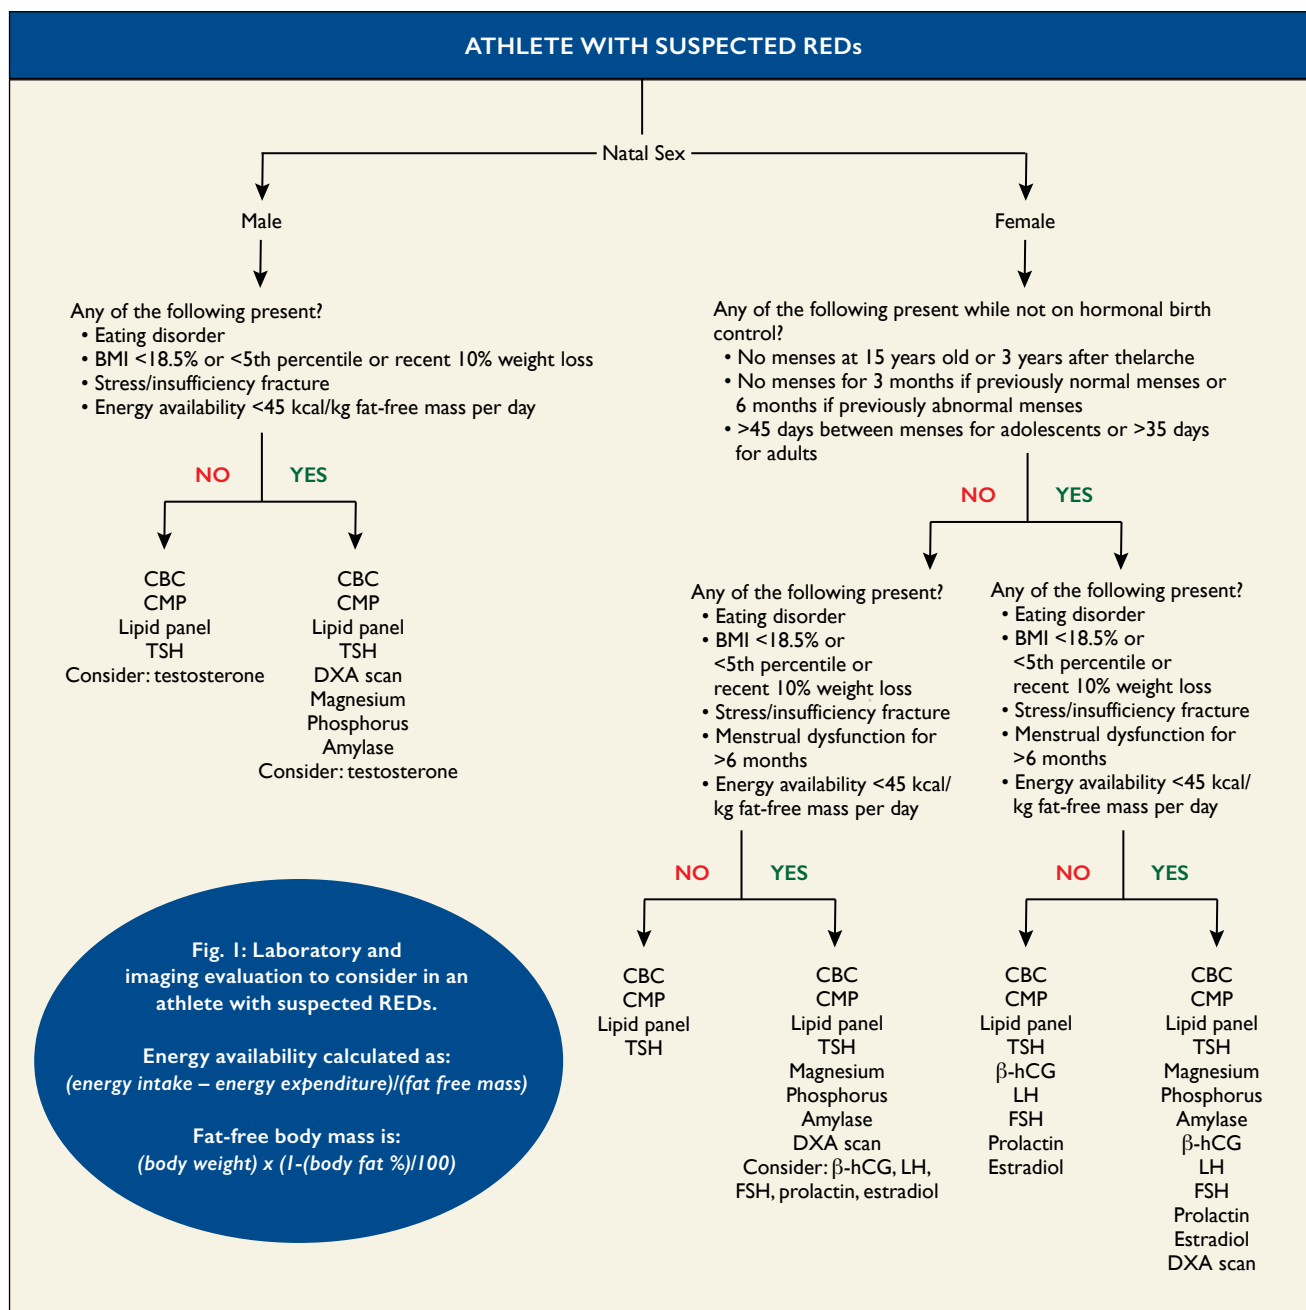 ATHLETE WITH SUSPECTED REDs
Natal Sex
Male
Female
Any of the following present?
• Eating disorder
• BMI <18.5% or <5th percentile or recent 10% weight loss
• Stress/insufficiency fracture
• Energy availability <45 kcal/kg fat-free mass per day
NO
YES
CBC
CMP
Lipid panel
TSH
Consider: testosterone
CBC
CMP
Lipid panel
TSH
DXA scan
Magnesium
Phosphorus
Amylase
Consider: testosterone
Any of the following present while not on hormonal birth
control?
• No menses at 15 years old or 3 years after thelarche
• No menses for 3 months if previously normal menses or
6 months if previously abnormal menses
• >45 days between menses for adolescents or >35 days
for adults
NO
YES
Any of the following present?
• Eating disorder
• BMI <18.5% or
<5th percentile or
recent 10% weight loss
• Stress/insufficiency fracture
• Menstrual dysfunction for
>6 months
• Energy availability <45 kcal/
kg fat-free mass per day
NO
YES
CBC
CMP
Lipid panel
TSH
CBC
CMP
Lipid panel
TSH
Magnesium
Phosphorus
Amylase
DXA scan
Consider: β-hCG, LH,
FSH, prolactin, estradiol
Any of the following present?
• Eating disorder
• BMI <18.5% or
<5th percentile or
recent 10% weight loss
• Stress/insufficiency fracture
• Menstrual dysfunction for
>6 months
• Energy availability <45 kcal/
kg fat-free mass per day
NO
YES
CBC
CMP
Lipid panel
TSH
β-hCG
LH
FSH
Prolactin
Estradiol
CBC
CMP
Lipid panel
TSH
Magnesium
Phosphorus
Amylase
β-hCG
LH
FSH
Prolactin
Estradiol
DXA scan
Fig. 1: Laboratory and
imaging evaluation to consider in an
athlete with suspected REDs.
Energy availability calculated as:
(energy intake – energy expenditure)/(fat free mass)
Fat-free body mass is:
(body weight) x (1-(body fat %)/100)